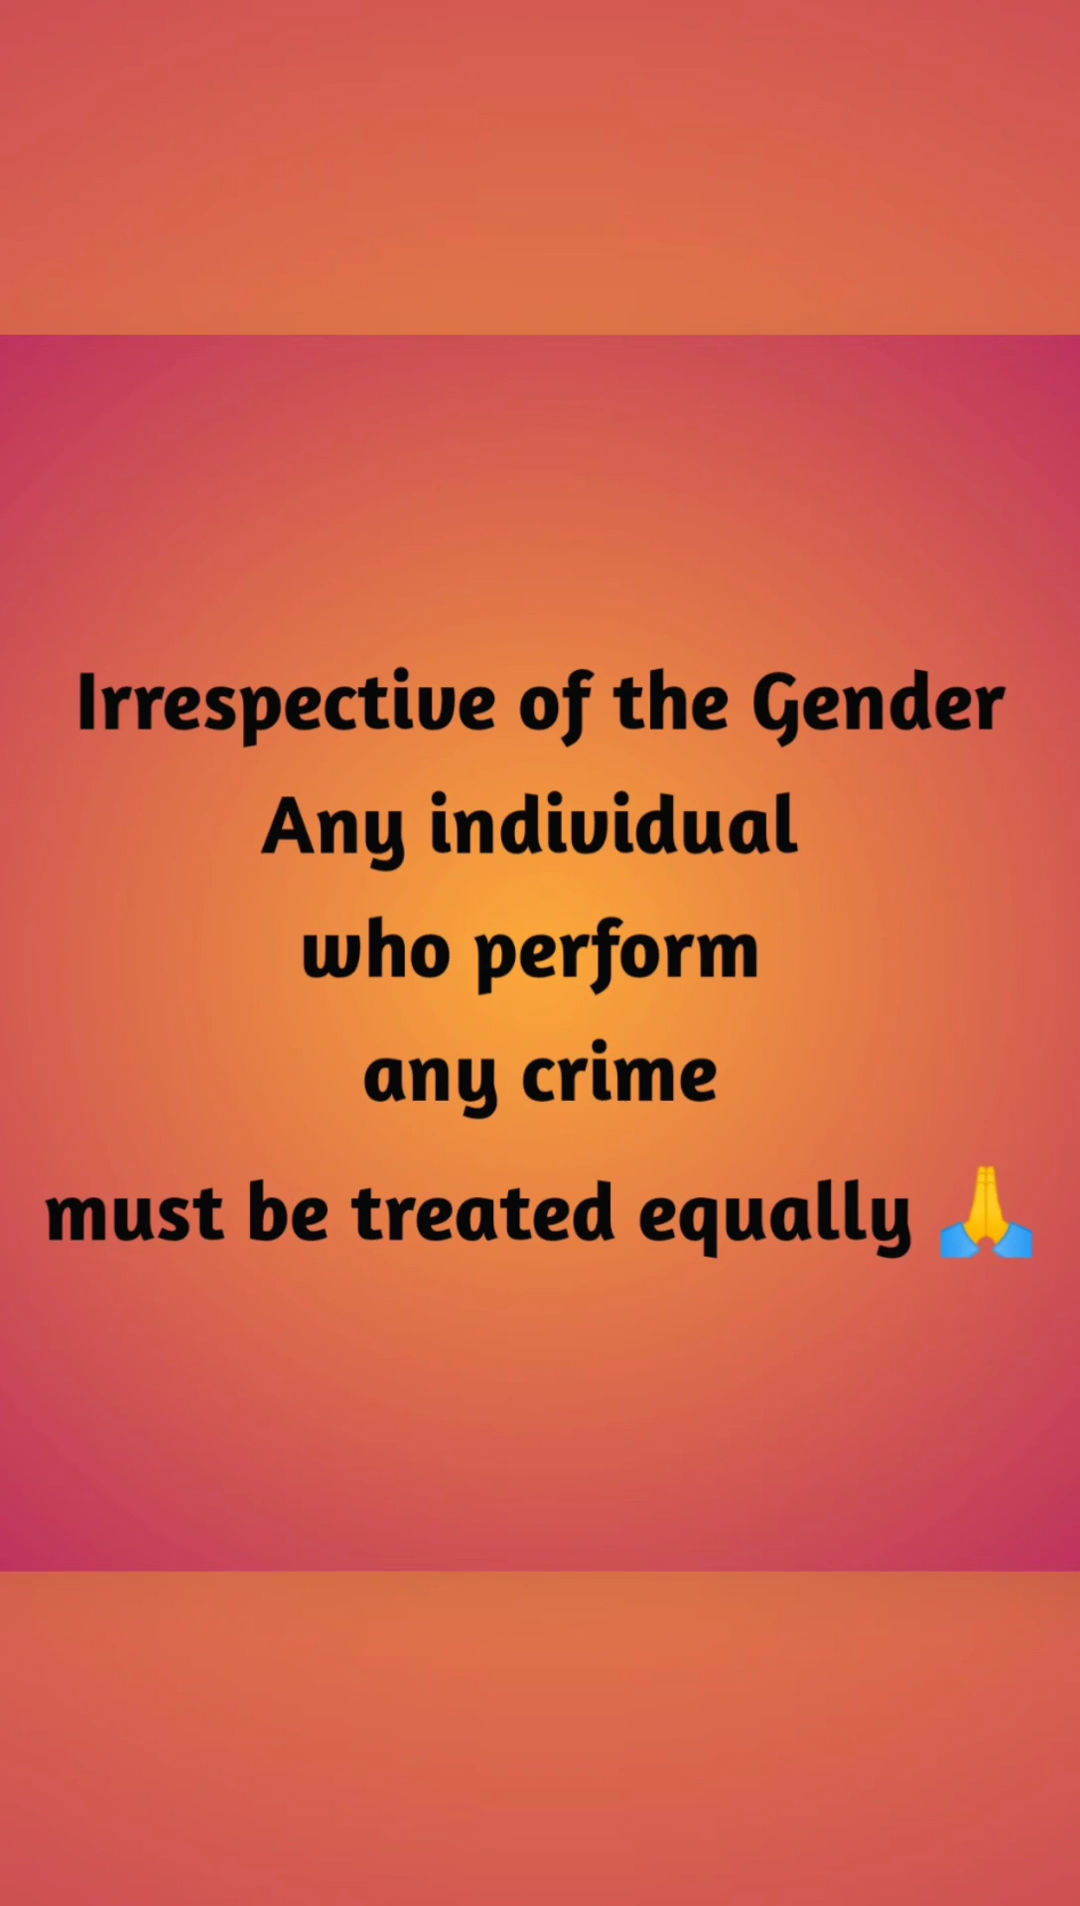 Irrespective of the Gender
Any individual
who perform
any crime
must be treated equally 🙏